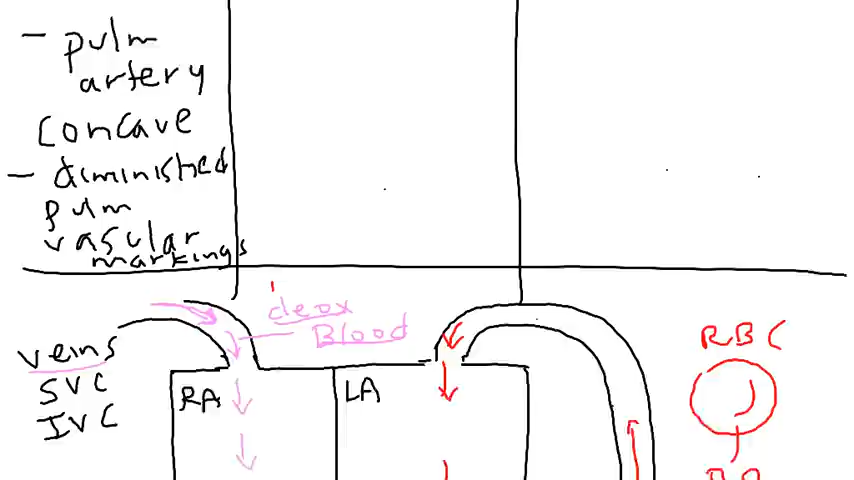 - pulm
artery
concave
- diminished
pulm
vascular
markings
deox
Blood
veins
SVC
IVC
RA
LA
RBC